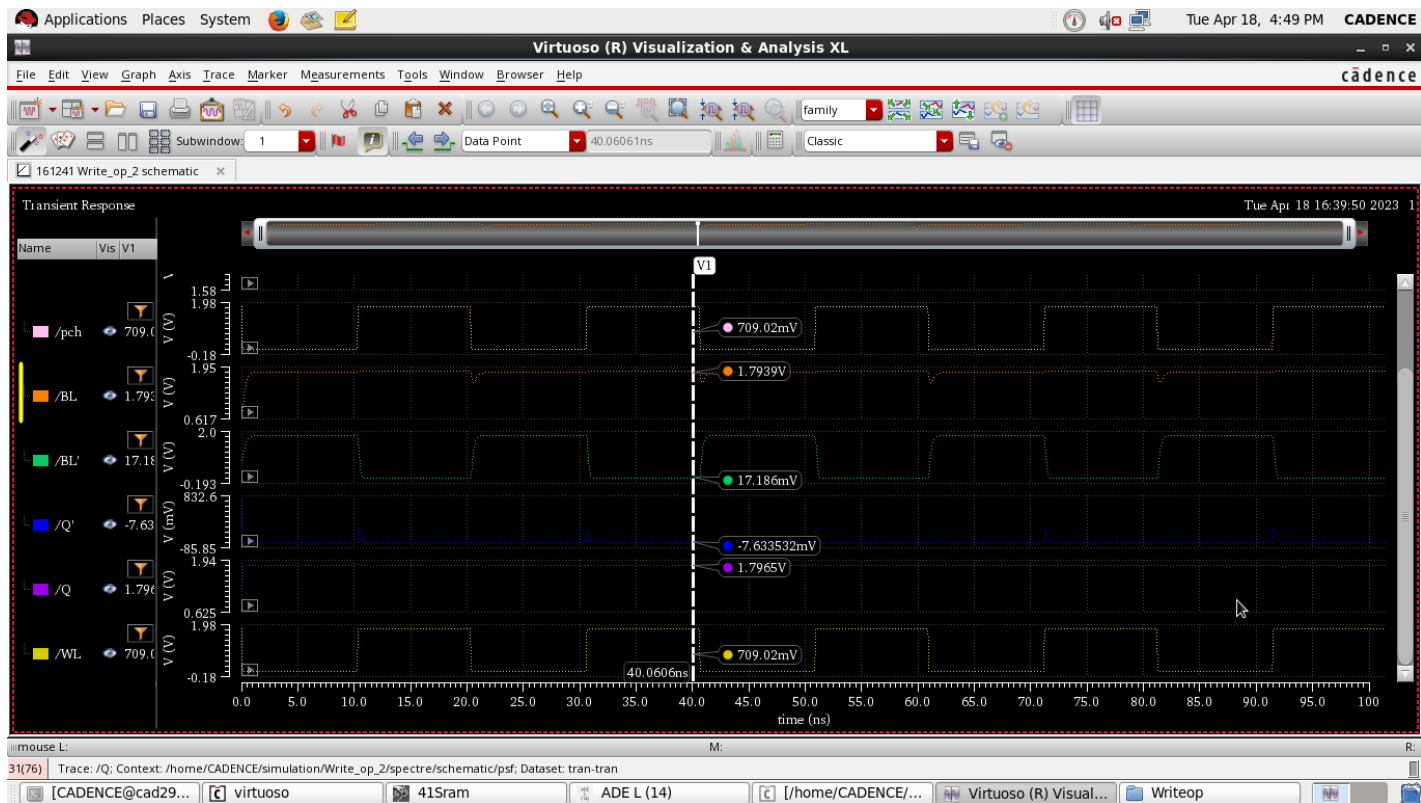 Applications Places System Tue Apr 18, 4:49 PM CADENCE
Virtuoso (R) Visualization & Analysis XL
File Edit View Graph Axis Trace Marker Measurements Tools Window Browser Help cādence
family
Subwindow: 1 Data Point 40.06061ns Classic
161241 Write_op_2 schematic
Transient Response Tue Apr 18 16:39:50 2023 1
Name Vis V1
V1
1.58
1.98
/pch 709.0 V (V) 709.02mV
-0.18
1.95
/BL 1.793 V (V) 1.7939V
0.617
2.0
/BL' 17.18 V (V) 17.186mV
-0.193
832.6
/Q' -7.63 V (mV) -7.633532mV
-85.85
1.94
/Q 1.796 V (V) 1.7965V
0.625
1.98
/WL 709.0 V (V) 709.02mV
-0.18 40.0606ns
0.0 5.0 10.0 15.0 20.0 25.0 30.0 35.0 40.0 45.0 50.0 55.0 60.0 65.0 70.0 75.0 80.0 85.0 90.0 95.0 100
time (ns)
mouse L: M: R:
31(76) Trace: /Q; Context: /home/CADENCE/simulation/Write_op_2/spectre/schematic/psf; Dataset: tran-tran
[CADENCE@cad29... virtuoso 41Sram ADE L (14) [/home/CADENCE/... Virtuoso (R) Visual... Writeop